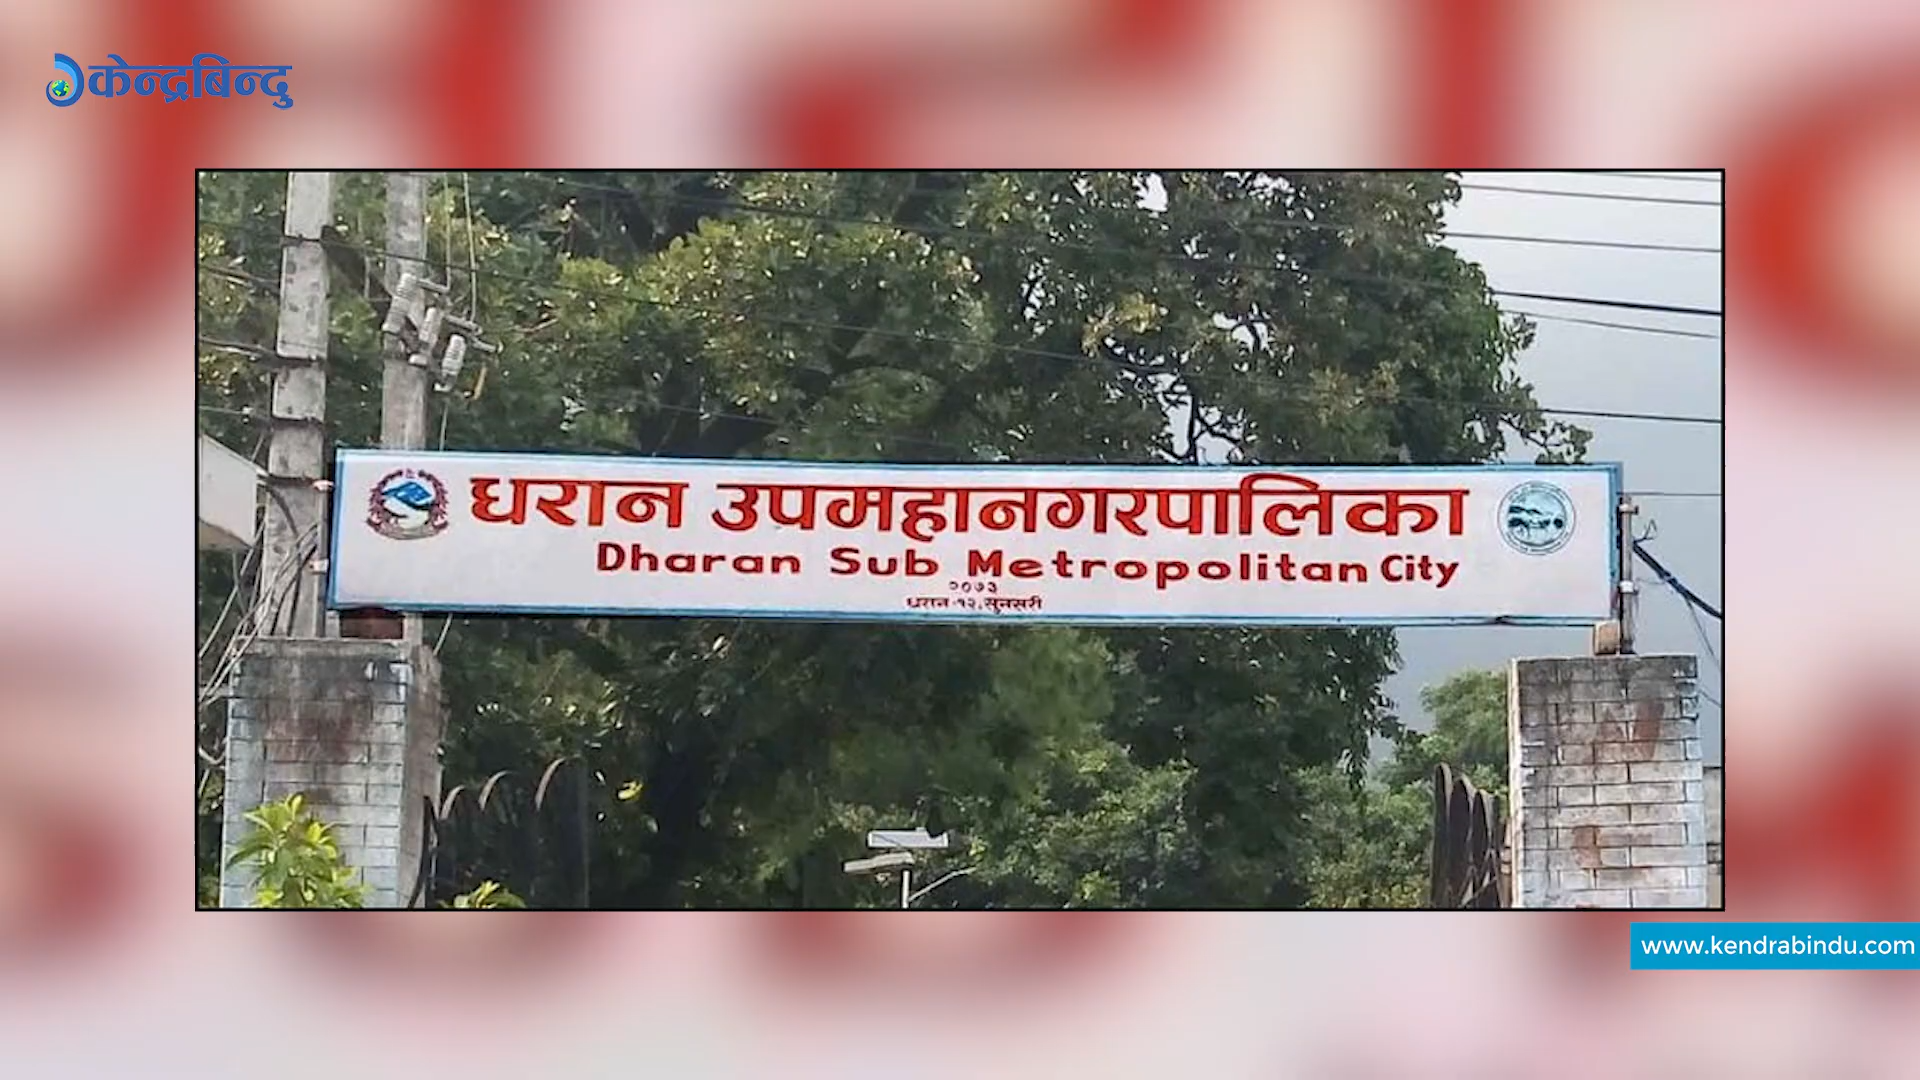 केन्द्रबिन्दु
धरान उपमहानगरपालिका
Dharan Sub Metropolitan City
२०७३
धरान-१२, सुनसरी
www.kendrabindu.com